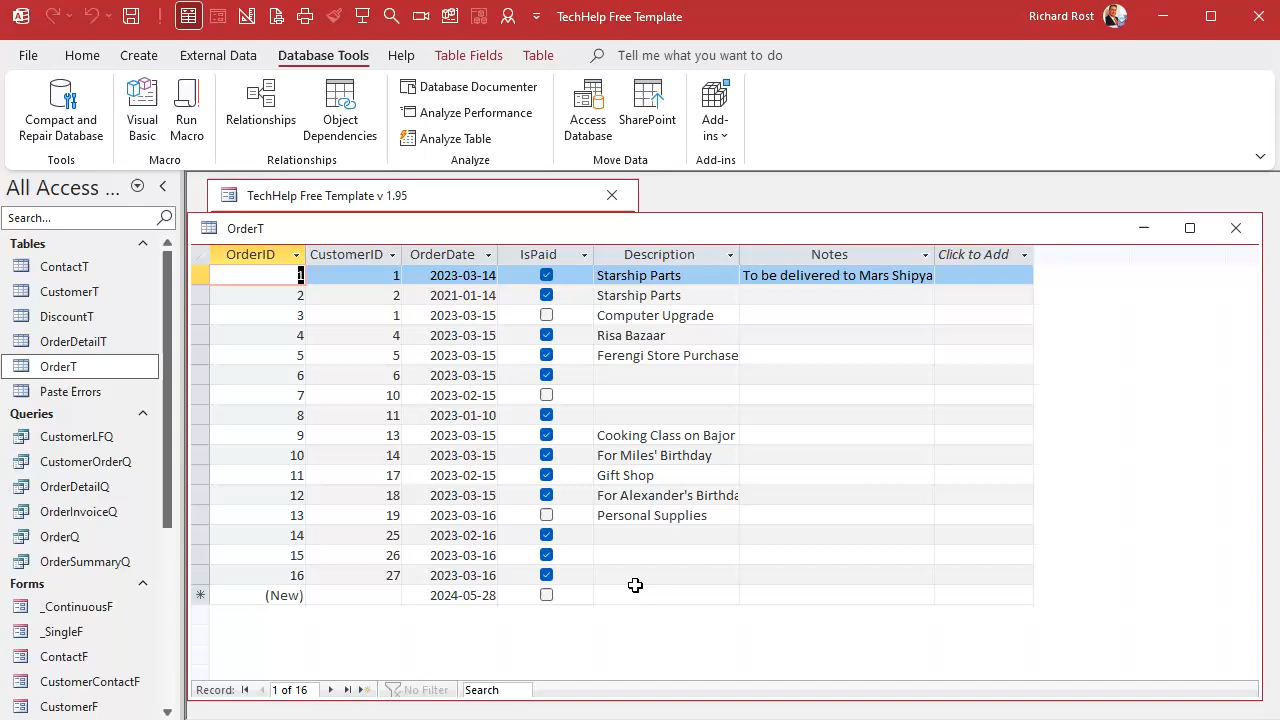 TechHelp Free Template
Richard Rost
File Home Create External Data Database Tools Help Table Fields Table Tell me what you want to do
Compact and Repair Database
Visual Basic
Run Macro
Relationships
Object Dependencies
Database Documenter
Analyze Performance
Analyze Table
Access Database
SharePoint
Add-ins
Tools Macro Relationships Analyze Move Data Add-ins
All Access ...
Search...
Tables
ContactT
CustomerT
DiscountT
OrderDetailT
OrderT
Paste Errors
Queries
CustomerLFQ
CustomerOrderQ
OrderDetailQ
OrderInvoiceQ
OrderQ
OrderSummaryQ
Forms
_ContinuousF
_SingleF
ContactF
CustomerContactF
CustomerF
TechHelp Free Template v 1.95
OrderT
OrderID CustomerID OrderDate IsPaid Description Notes Click to Add
1 1 2023-03-14 Starship Parts To be delivered to Mars Shipya
2 2 2021-01-14 Starship Parts
3 1 2023-03-15 Computer Upgrade
4 4 2023-03-15 Risa Bazaar
5 5 2023-03-15 Ferengi Store Purchase
6 6 2023-03-15
7 10 2023-02-15
8 11 2023-01-10
9 13 2023-03-15 Cooking Class on Bajor
10 14 2023-03-15 For Miles' Birthday
11 17 2023-02-15 Gift Shop
12 18 2023-03-15 For Alexander's Birthda
13 19 2023-03-16 Personal Supplies
14 25 2023-02-16
15 26 2023-03-16
16 27 2023-03-16
(New) 2024-05-28
Record: 1 of 16 No Filter Search